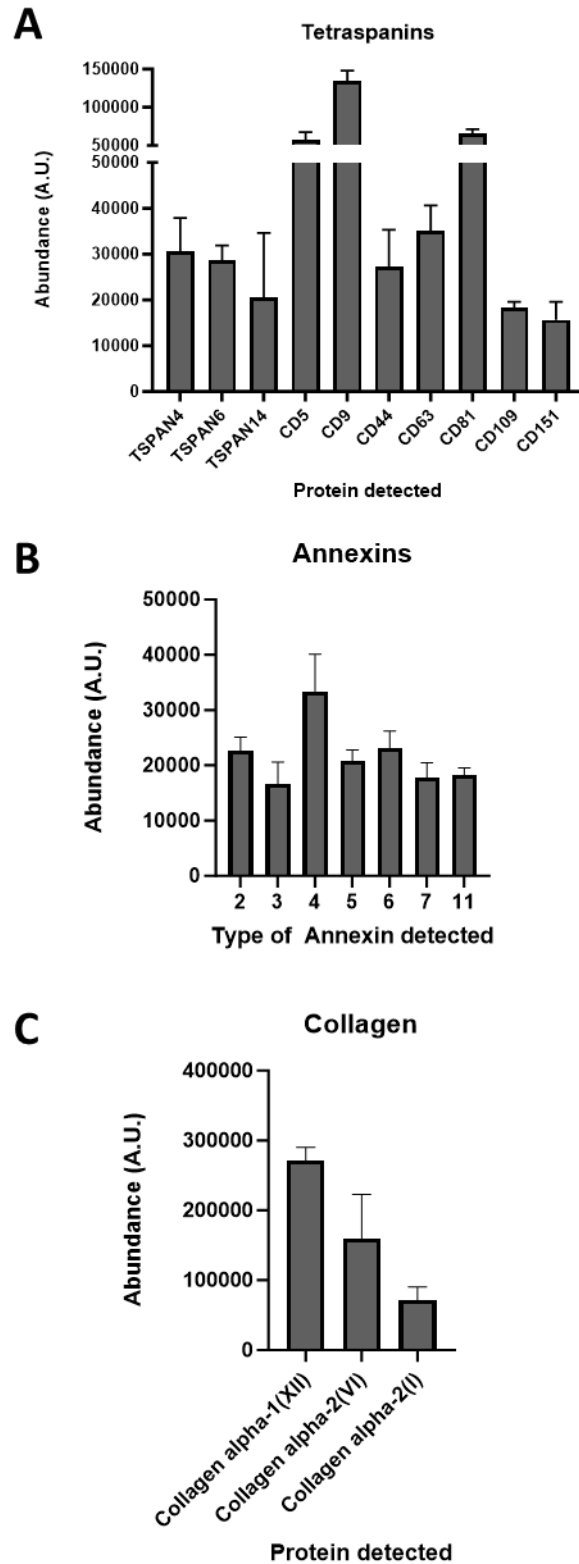 A
Tetraspanins
150000
100000
50000
50000
40000
30000
20000
10000
0
Abundance (A.U.)
TSPAN4
TSPAN6
TSPAN14
CD5
CD9
CD44
CD63
CD81
CD109
CD151
Protein detected
B
Annexins
50000
40000
30000
20000
10000
0
Abundance (A.U.)
2 3 4 5 6 7 11
Type of Annexin detected
C
Collagen
400000
300000
200000
100000
0
Abundance (A.U.)
Collagen alpha-1(XII)
Collagen alpha-2(VI)
Collagen alpha-2(I)
Protein detected